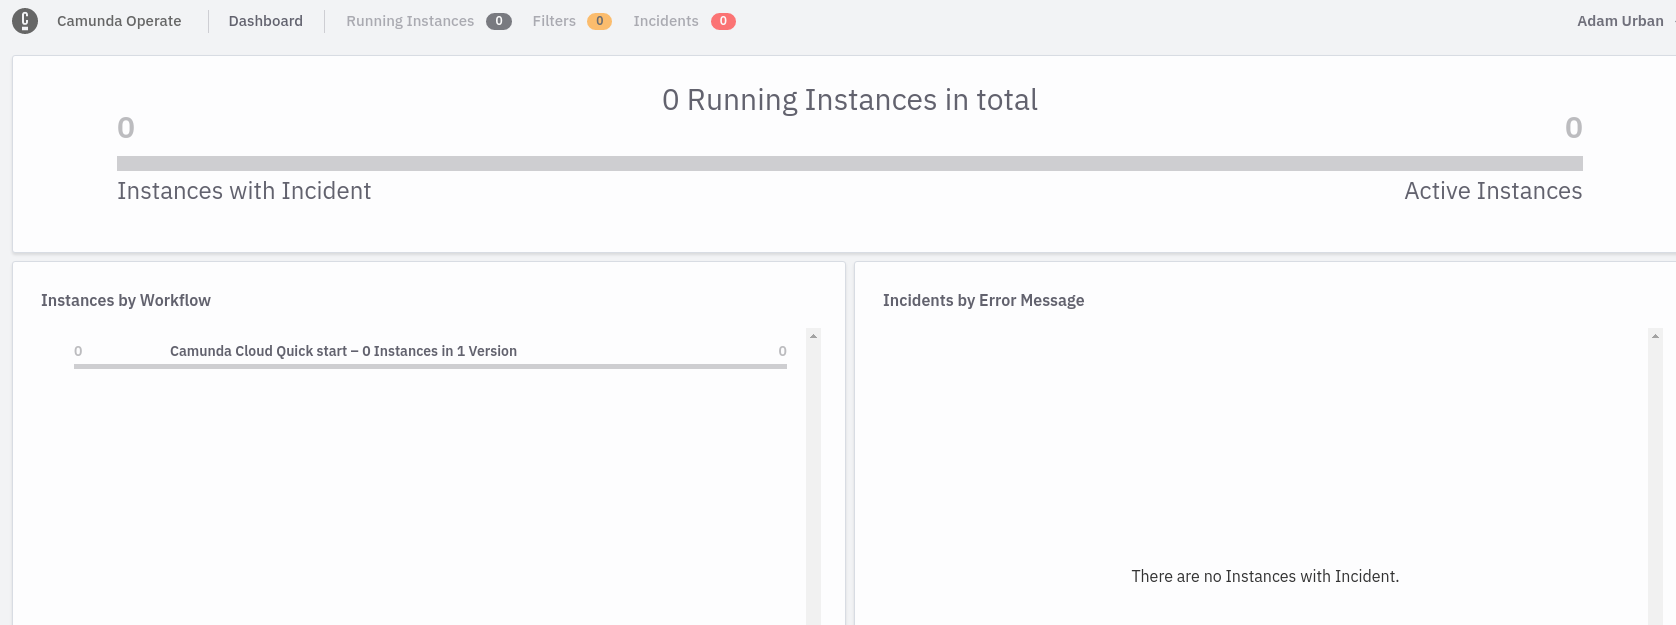 Camunda Operate Dashboard Running Instances 0 Filters 0 Incidents 0 Adam Urban
0 Running Instances in total
0 0
Instances with Incident Active Instances
Instances by Workflow
0 Camunda Cloud Quick start – 0 Instances in 1 Version 0
Incidents by Error Message
There are no Instances with Incident.